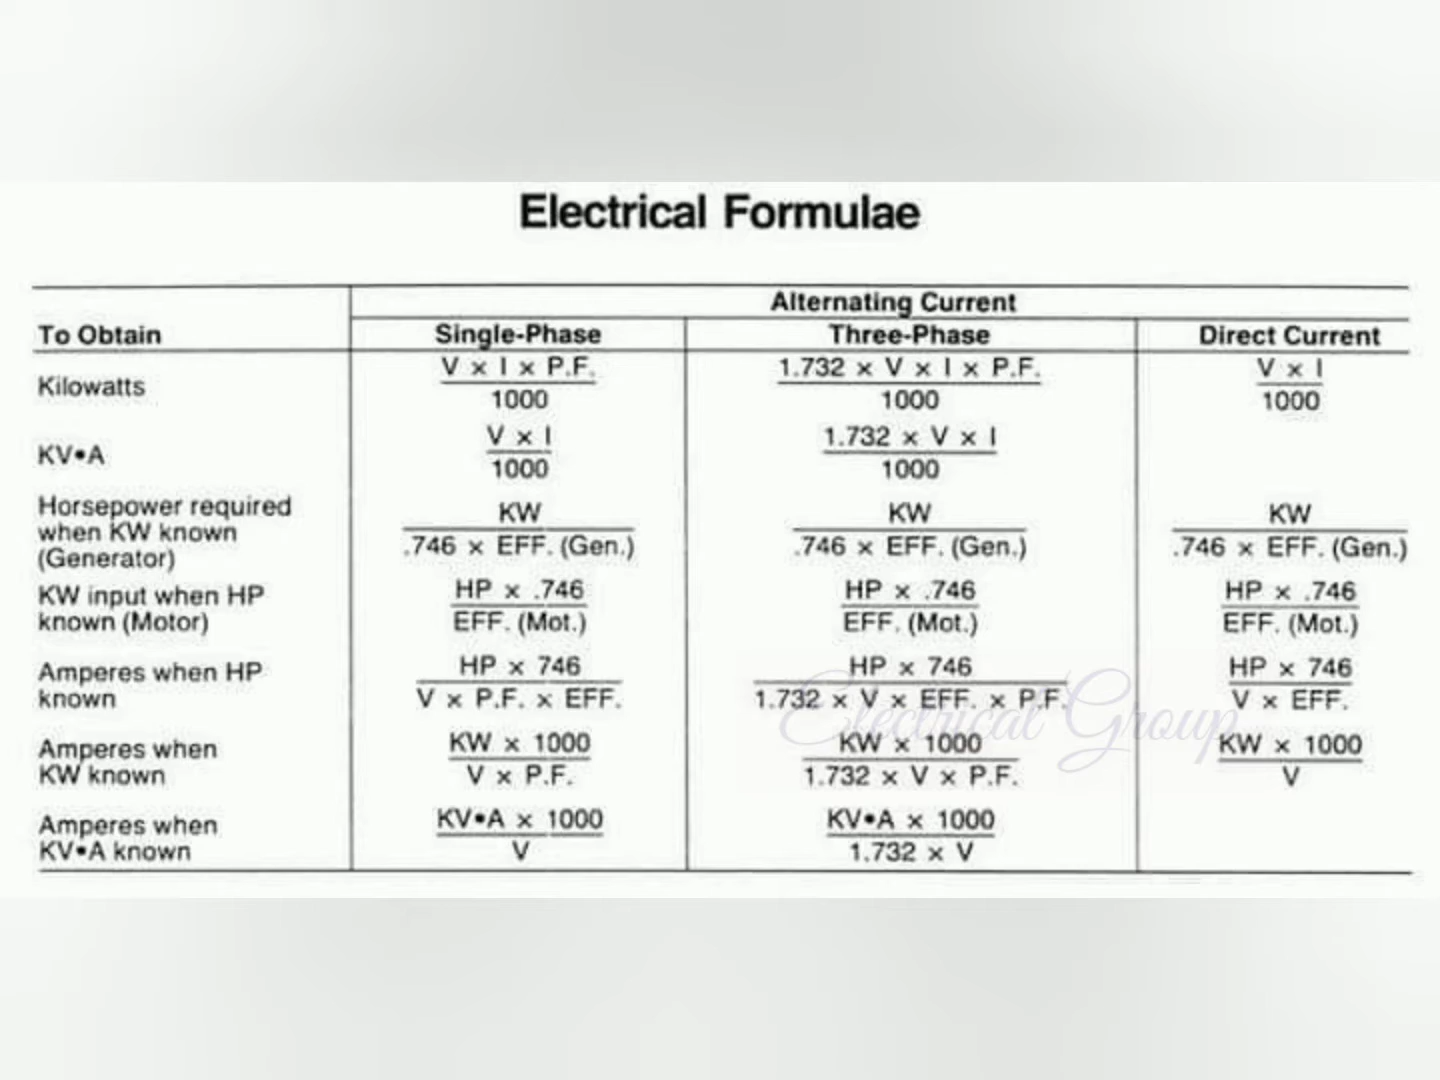 Electrical Formulae
Alternating Current
To Obtain Single-Phase Three-Phase Direct Current
Kilowatts
V × I × P.F.
1000
1.732 × V × I × P.F.
1000
V × I
1000
KV•A
V × I
1000
1.732 × V × I
1000
Horsepower required
when KW known
(Generator)
KW
.746 × EFF. (Gen.)
KW
.746 × EFF. (Gen.)
KW
.746 × EFF. (Gen.)
KW input when HP
known (Motor)
HP × .746
EFF. (Mot.)
HP × .746
EFF. (Mot.)
HP × .746
EFF. (Mot.)
Amperes when HP
known
HP × 746
V × P.F. × EFF.
HP × 746
1.732 × V × EFF. × P.F.
HP × 746
V × EFF.
Electrical Group
Amperes when
KW known
KW × 1000
V × P.F.
KW × 1000
1.732 × V × P.F.
KW × 1000
V
Amperes when
KV•A known
KV•A × 1000
V
KV•A × 1000
1.732 × V